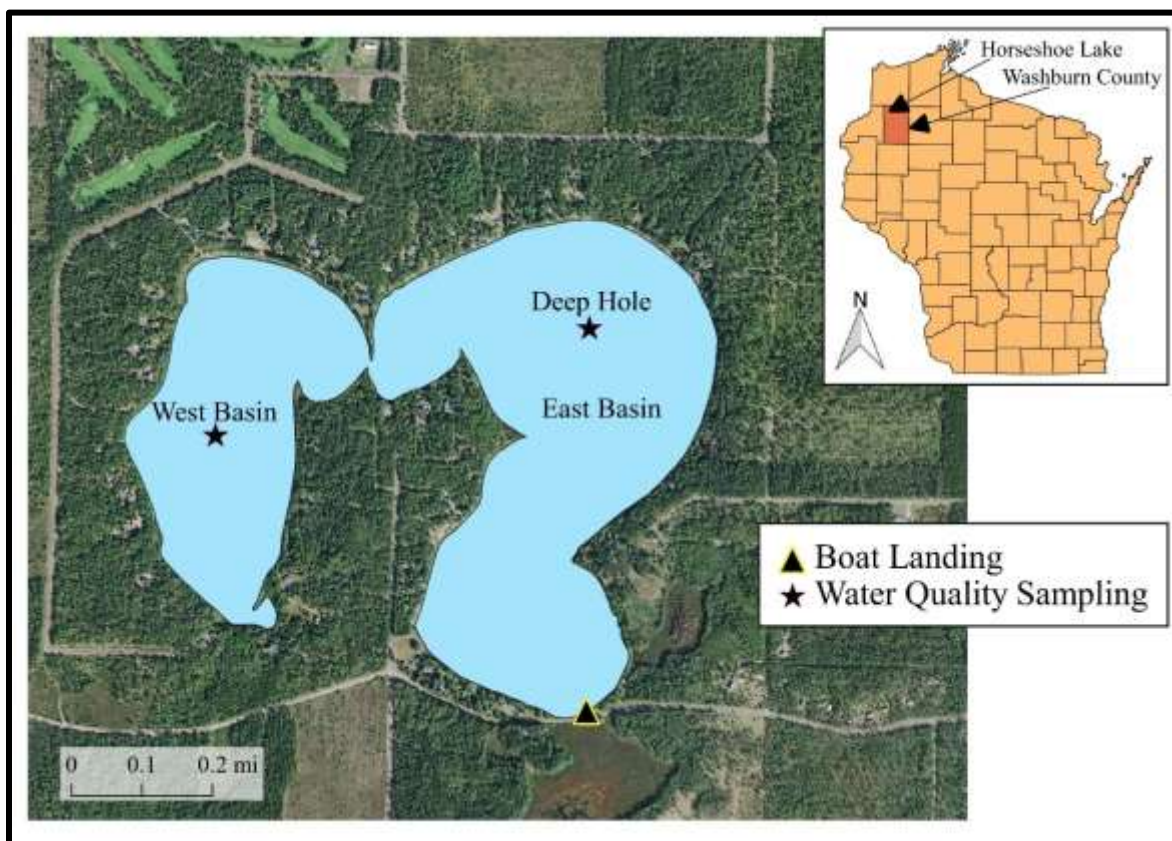 Horseshoe Lake
Washburn County
N
Deep Hole
West Basin
East Basin
Boat Landing
Water Quality Sampling
0 0.1 0.2 mi